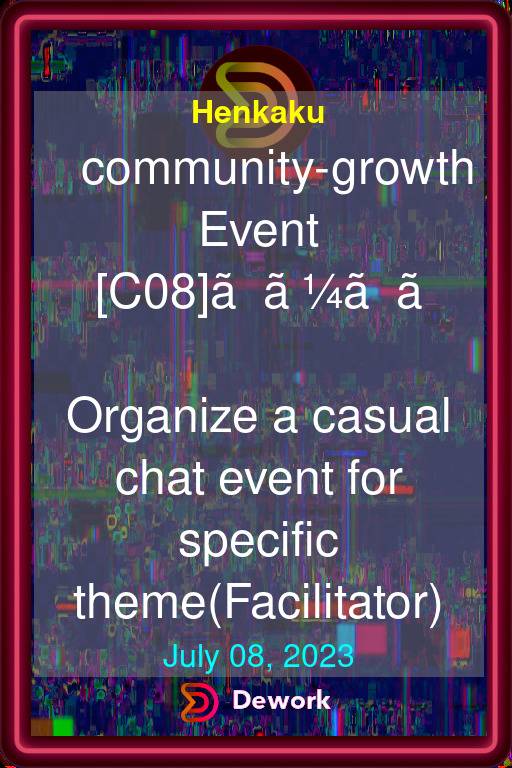 Henkaku
community-growth
Event
[C08]ã ã ¼ã ã
Organize a casual
chat event for
specific
theme(Facilitator)
July 08, 2023
Dework